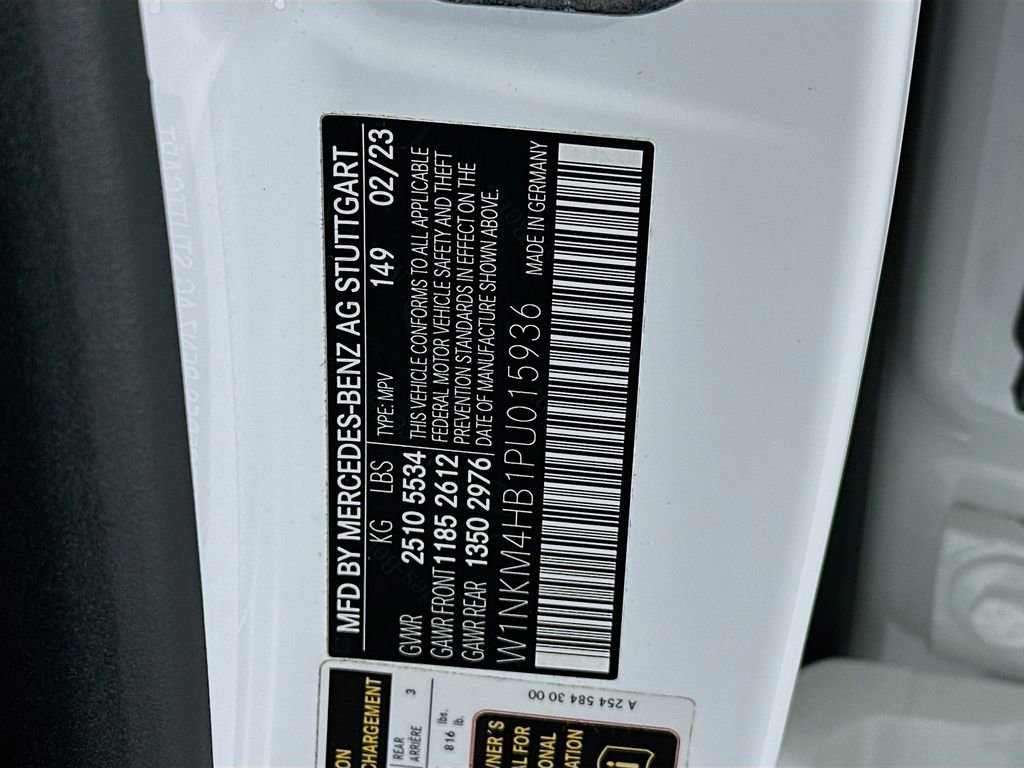 MFD BY MERCEDES-BENZ AG STUTTGART
KG LBS TYPE: MPV 149 02/23
GVWR 2510 5534 THIS VEHICLE CONFORMS TO ALL APPLICABLE
GAWR FRONT 1185 2612 FEDERAL MOTOR VEHICLE SAFETY AND THEFT
GAWR REAR 1350 2976 PREVENTION STANDARDS IN EFFECT ON THE
DATE OF MANUFACTURE SHOWN ABOVE.
W1NKM4HB1PU015936 MADE IN GERMANY
CHARGEMENT
REAR
ARRIÈRE 3
816 lb.
lbs.
A 254 584 30 00